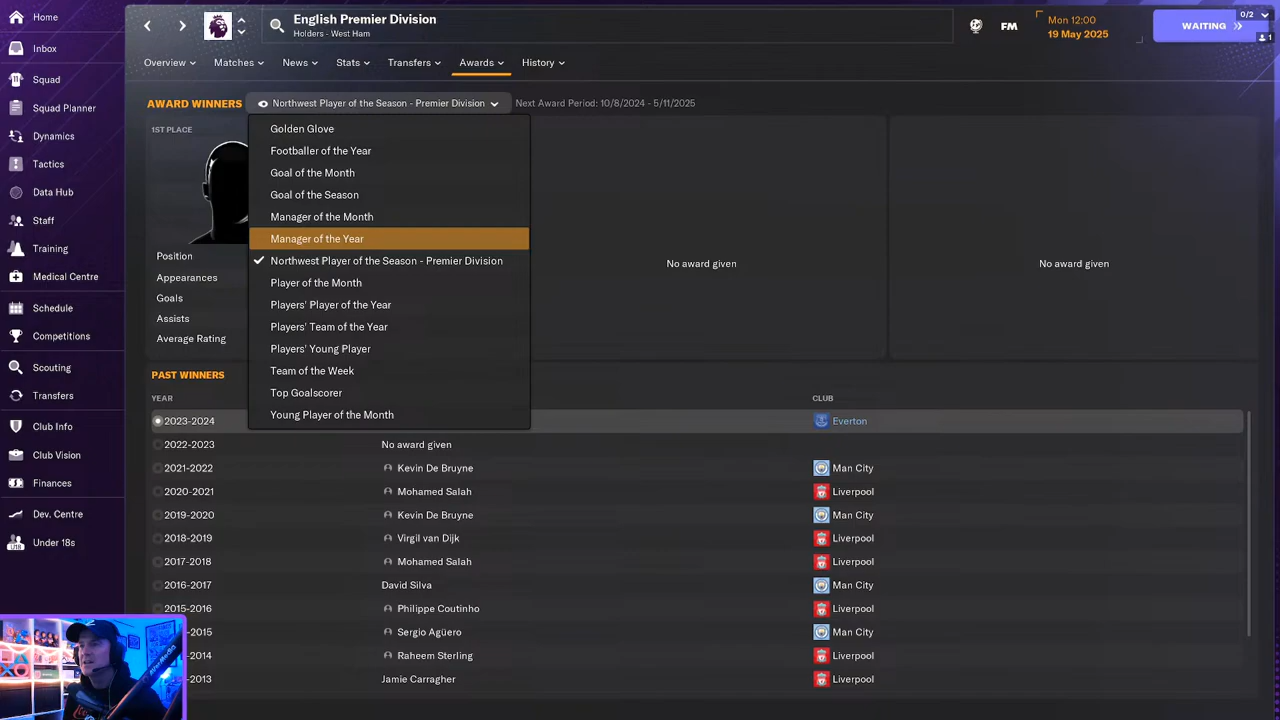 Home
Inbox
Squad
Squad Planner
Dynamics
Tactics
Data Hub
Staff
Training
Medical Centre
Schedule
Competitions
Scouting
Transfers
Club Info
Club Vision
Finances
Dev. Centre
Under 18s
English Premier Division
Holders - West Ham
FM
Mon 12:00
19 May 2025
WAITING
0/2
1
Overview
Matches
News
Stats
Transfers
Awards
History
AWARD WINNERS
Northwest Player of the Season - Premier Division
Next Award Period: 10/8/2024 - 5/11/2025
1ST PLACE
Position
Appearances
Goals
Assists
Average Rating
Golden Glove
Footballer of the Year
Goal of the Month
Goal of the Season
Manager of the Month
Manager of the Year
Northwest Player of the Season - Premier Division
Player of the Month
Players' Player of the Year
Players' Team of the Year
Players' Young Player
Team of the Week
Top Goalscorer
Young Player of the Month
No award given
No award given
PAST WINNERS
YEAR CLUB
2023-2024 Everton
2022-2023 No award given
2021-2022 Kevin De Bruyne Man City
2020-2021 Mohamed Salah Liverpool
2019-2020 Kevin De Bruyne Man City
2018-2019 Virgil van Dijk Liverpool
2017-2018 Mohamed Salah Liverpool
2016-2017 David Silva Man City
2015-2016 Philippe Coutinho Liverpool
-2015 Sergio Agüero Man City
-2014 Raheem Sterling Liverpool
-2013 Jamie Carragher Liverpool